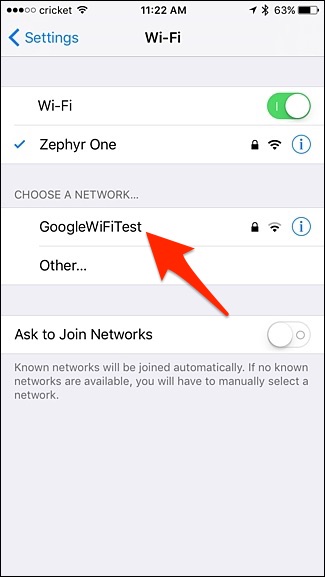 cricket 11:22 AM 63%
Settings Wi-Fi
Wi-Fi
Zephyr One
CHOOSE A NETWORK...
GoogleWiFiTest
Other...
Ask to Join Networks
Known networks will be joined automatically. If no known
networks are available, you will have to manually select a
network.